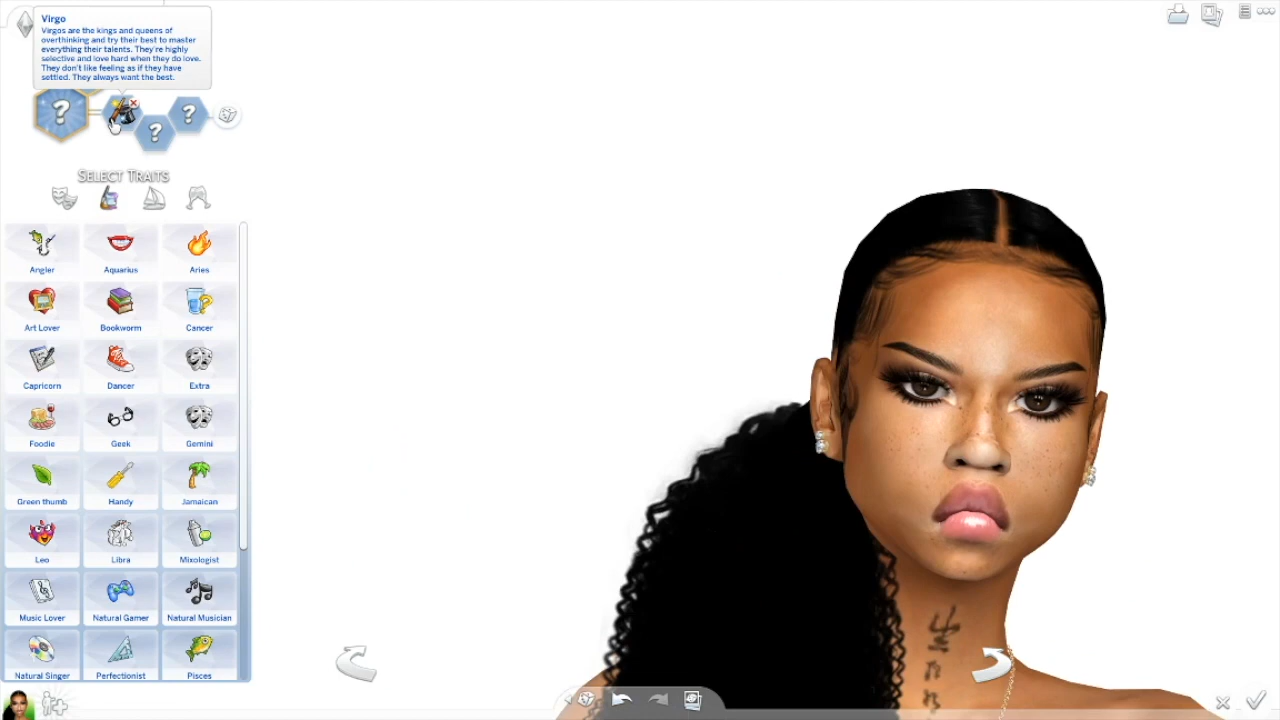 Virgo
Virgos are the kings and queens of
overthinking and try their best to master
everything their talents. They're highly
selective and love hard when they do love.
They don't like feeling as if they have
settled. They always want the best.
? ? ?
Select Traits
Angler Aquarius Aries
Art Lover Bookworm Cancer
Capricorn Dancer Extra
Foodie Geek Gemini
Green thumb Handy Jamaican
Leo Libra Mixologist
Music Lover Natural Gamer Natural Musician
Natural Singer Perfectionist Pisces